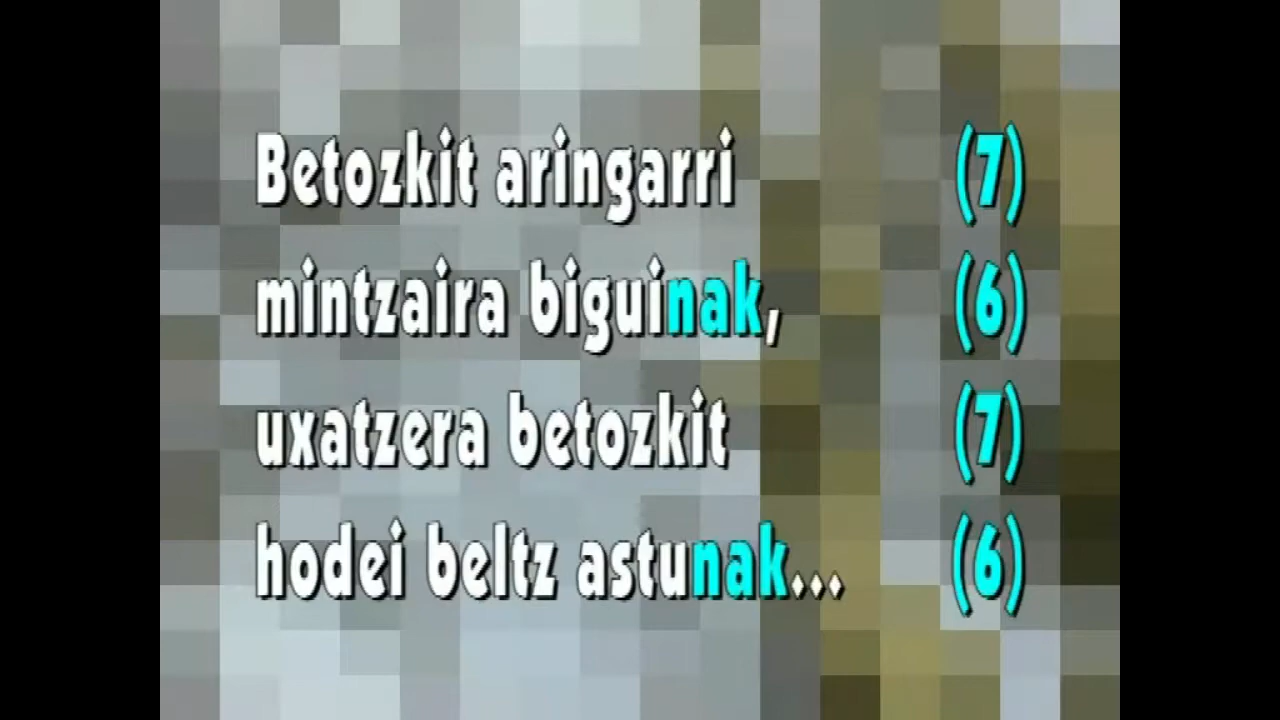 Betozkit aringarri (7)
mintzaira biguinak, (6)
uxatzera betozkit (7)
hodei beltz astunak... (6)